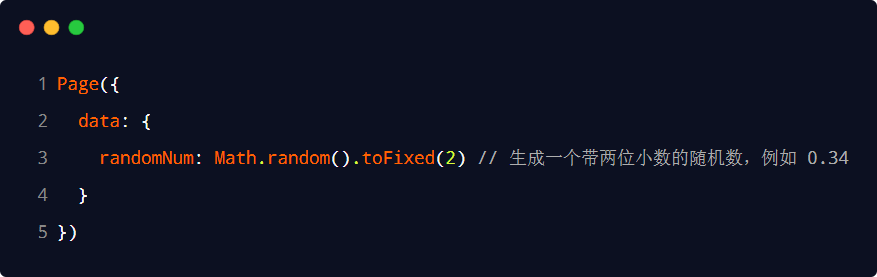 1 Page({
2   data: {
3     randomNum: Math.random().toFixed(2) // 生成一个带两位小数的随机数，例如 0.34
4   }
5 })